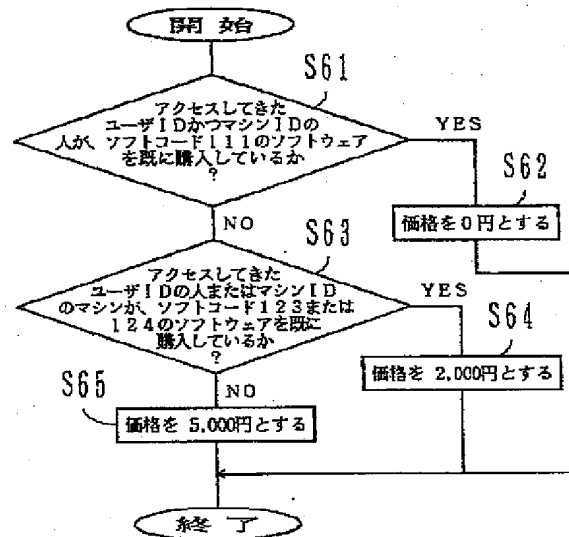 開始
S61
アクセスしてきた
ユーザIDかつマシンIDの
人が、ソフトコード111のソフトウェア
を既に購入しているか
?
YES
S62
価格を0円とする
NO
S63
アクセスしてきた
ユーザIDの人またはマシンID
のマシンが、ソフトコード123または
124のソフトウェアを既に
購入しているか
?
YES
S64
価格を 2,000円とする
NO
S65
価格を 5,000円とする
終了